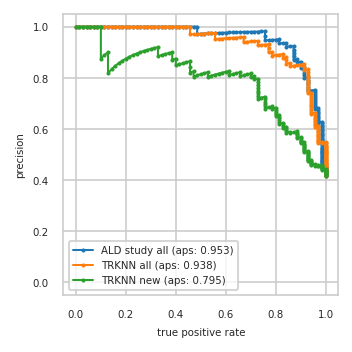 1.0
0.8
0.6
0.4
0.2
0.0
precision
ALD study all (aps: 0.953)
TRKNN all (aps: 0.938)
TRKNN new (aps: 0.795)
0.0 0.2 0.4 0.6 0.8 1.0
true positive rate